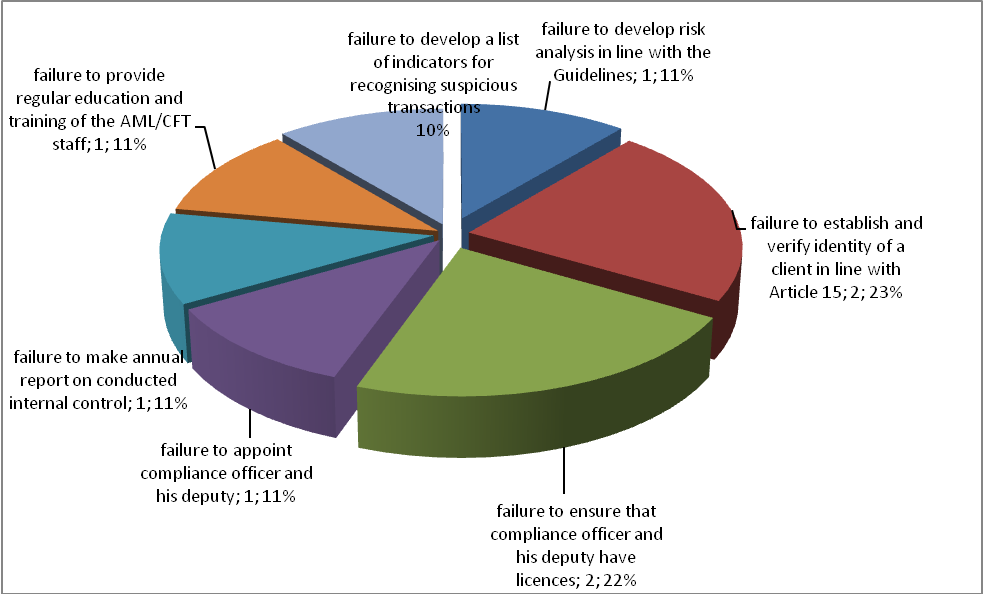 failure to develop a list
of indicators for
recognising suspicious
transactions
10%
failure to develop risk
analysis in line with the
Guidelines; 1; 11%
failure to establish and
verify identity of a
client in line with
Article 15; 2; 23%
failure to ensure that
compliance officer and
his deputy have
licences; 2; 22%
failure to appoint
compliance officer and
his deputy; 1; 11%
failure to make annual
report on conducted
internal control; 1; 11%
failure to provide
regular education and
training of the AML/CFT
staff; 1; 11%